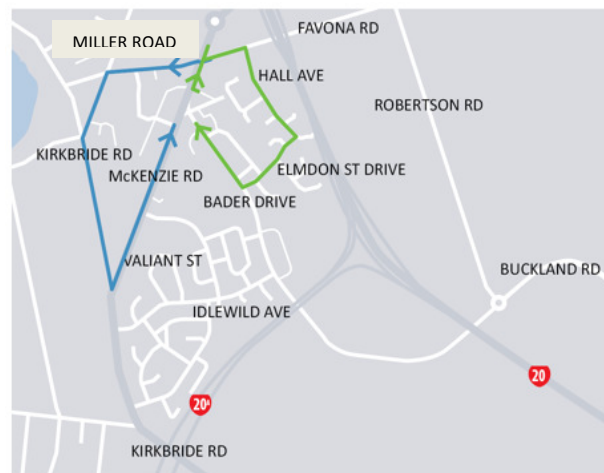 MILLER ROAD
FAVONA RD
HALL AVE
ROBERTSON RD
KIRKBRIDE RD
McKENZIE RD
ELMDON ST DRIVE
BADER DRIVE
VALIANT ST
BUCKLAND RD
IDLEWILD AVE
20
20A
KIRKBRIDE RD